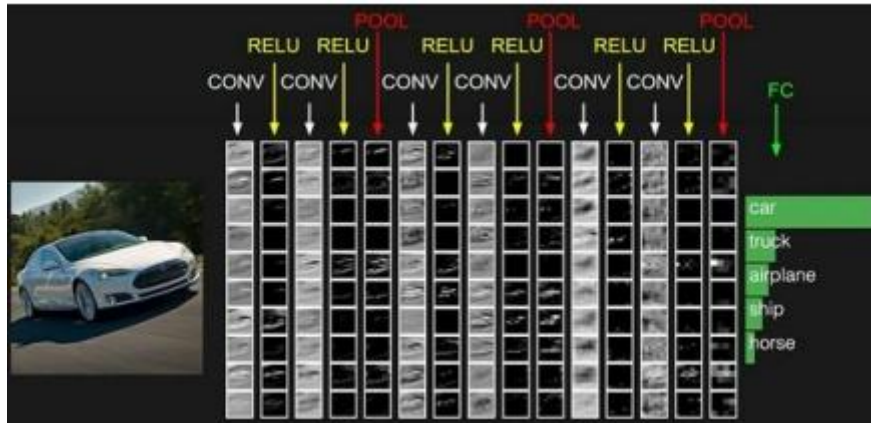 POOL POOL POOL
RELU RELU RELU RELU RELU RELU
CONV CONV CONV CONV CONV CONV
FC
car
truck
airplane
ship
horse